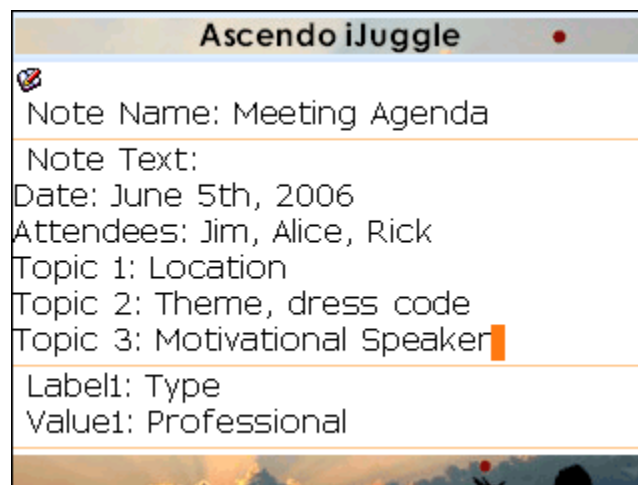 Ascendo iJuggle
Note Name: Meeting Agenda
Note Text:
Date: June 5th, 2006
Attendees: Jim, Alice, Rick
Topic 1: Location
Topic 2: Theme, dress code
Topic 3: Motivational Speaker
Label1: Type
Value1: Professional